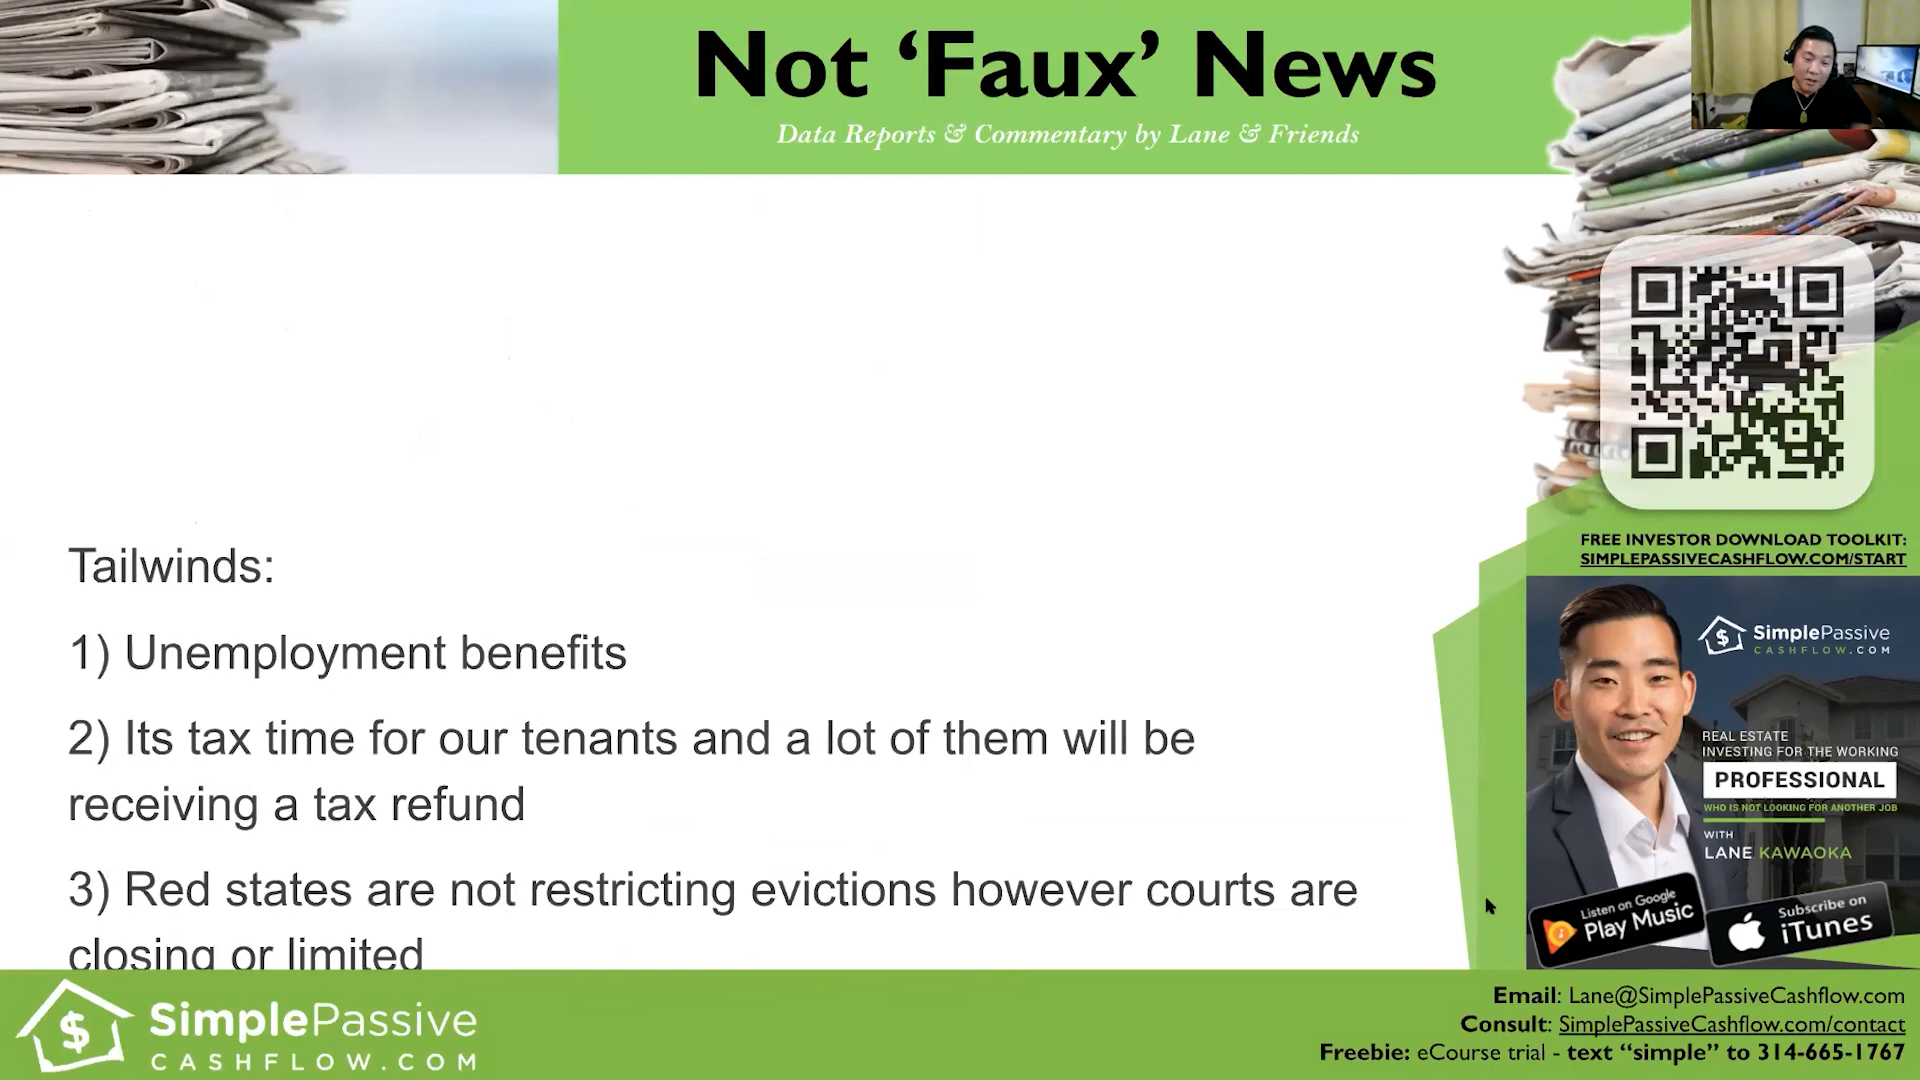 Not ‘Faux’ News
Data Reports & Commentary by Lane & Friends
Tailwinds:
1) Unemployment benefits
2) Its tax time for our tenants and a lot of them will be
receiving a tax refund
3) Red states are not restricting evictions however courts are
closing or limited
FREE INVESTOR DOWNLOAD TOOLKIT:
SIMPLEPASSIVECASHFLOW.COM/START
$ SimplePassive
CASHFLOW.COM
REAL ESTATE
INVESTING FOR THE WORKING
PROFESSIONAL
WHO IS NOT LOOKING FOR ANOTHER JOB
WITH
LANE KAWAOKA
Listen on Google
Play Music
Subscribe on
iTunes
$ SimplePassive
CASHFLOW.COM
Email: Lane@SimplePassiveCashflow.com
Consult: SimplePassiveCashflow.com/contact
Freebie: eCourse trial - text “simple” to 314-665-1767